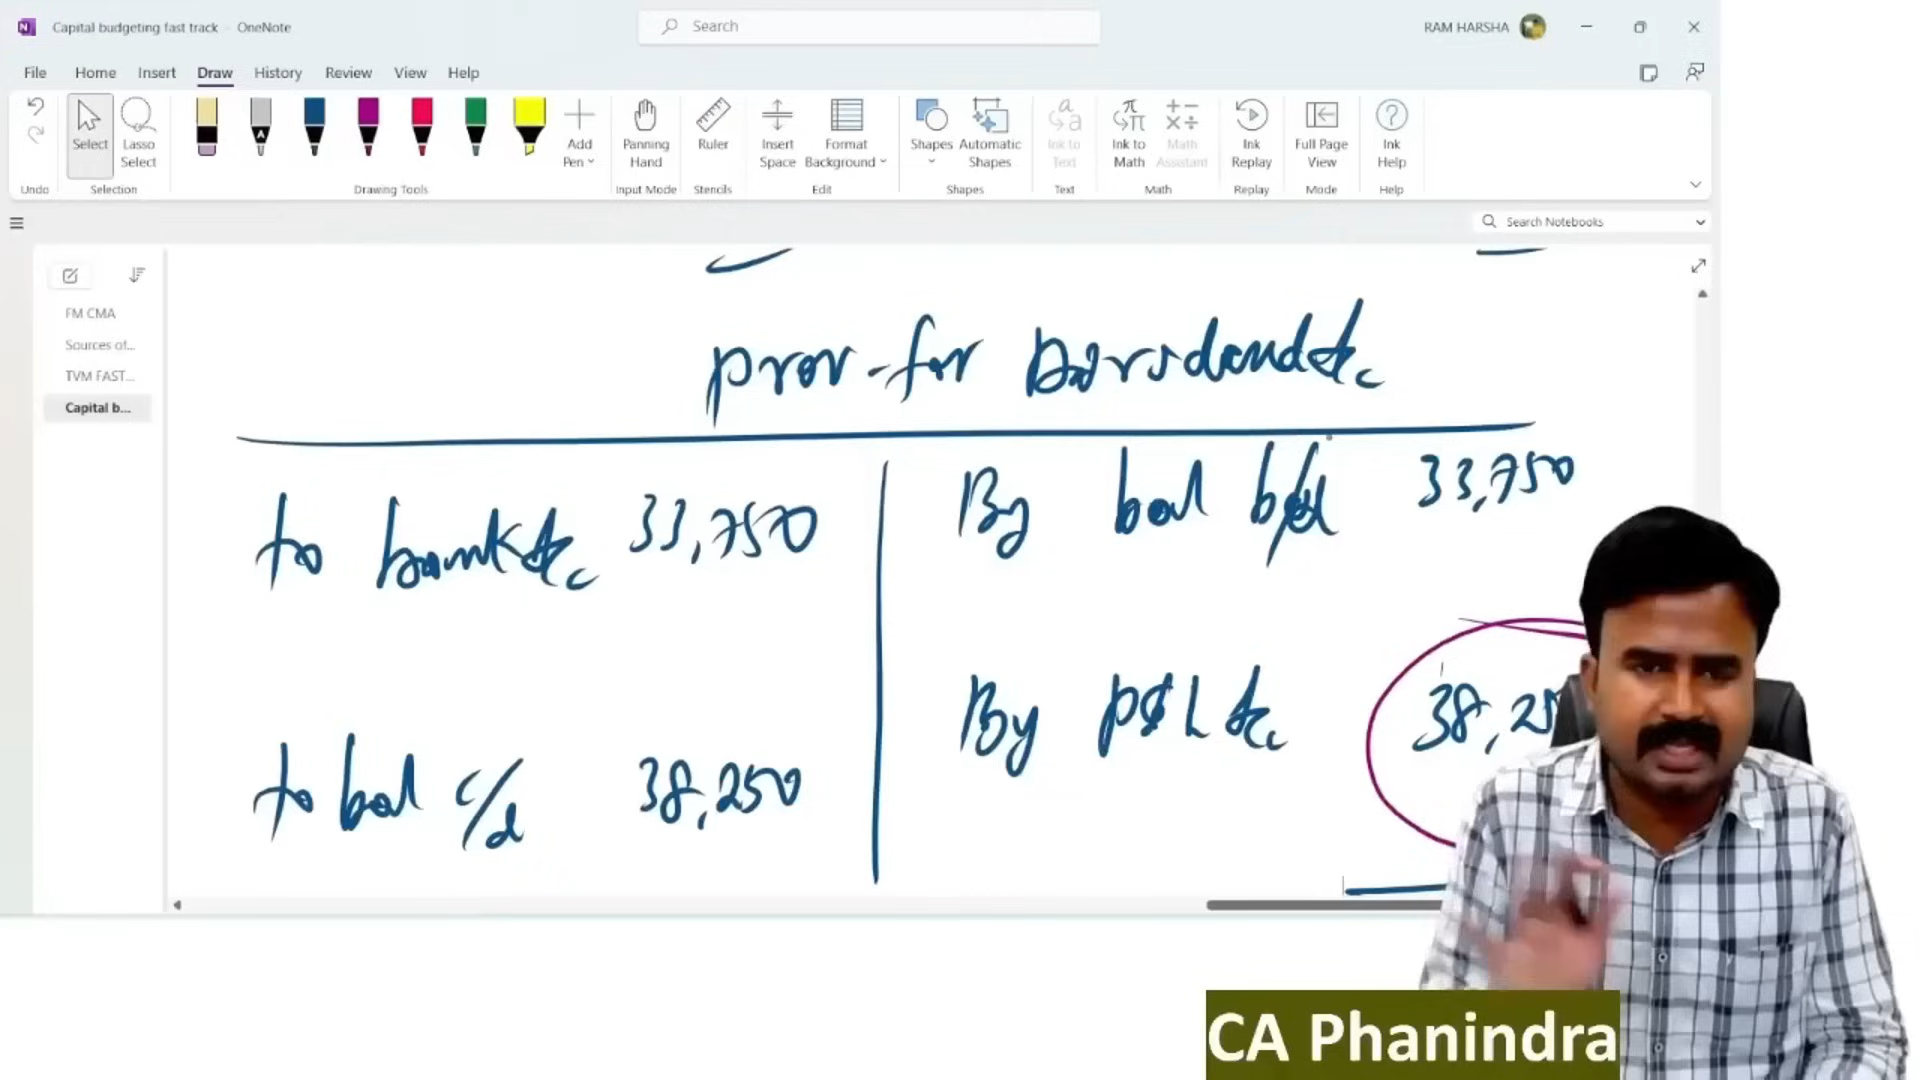 Capital budgeting fast track - OneNote
Search
RAM HARSHA
File Home Insert Draw History Review View Help
Undo
Select
Lasso Select
Selection
Drawing Tools
Add Pen
Panning Hand
Input Mode
Ruler
Stencils
Insert Space
Format Background
Edit
Shapes
Automatic Shapes
Shapes
Ink to Text
Text
Ink to Math
Math Assistant
Math
Ink Replay
Replay
Full Page View
Mode
Ink Help
Help
Search Notebooks
FM CMA
Sources of...
TVM FAST...
Capital b...
prov-for Dividend A/c
to bank A/c 33,750
By bal b/d 33,750
By P&L A/c 38,25
to bal c/d 38,250
CA Phanindra